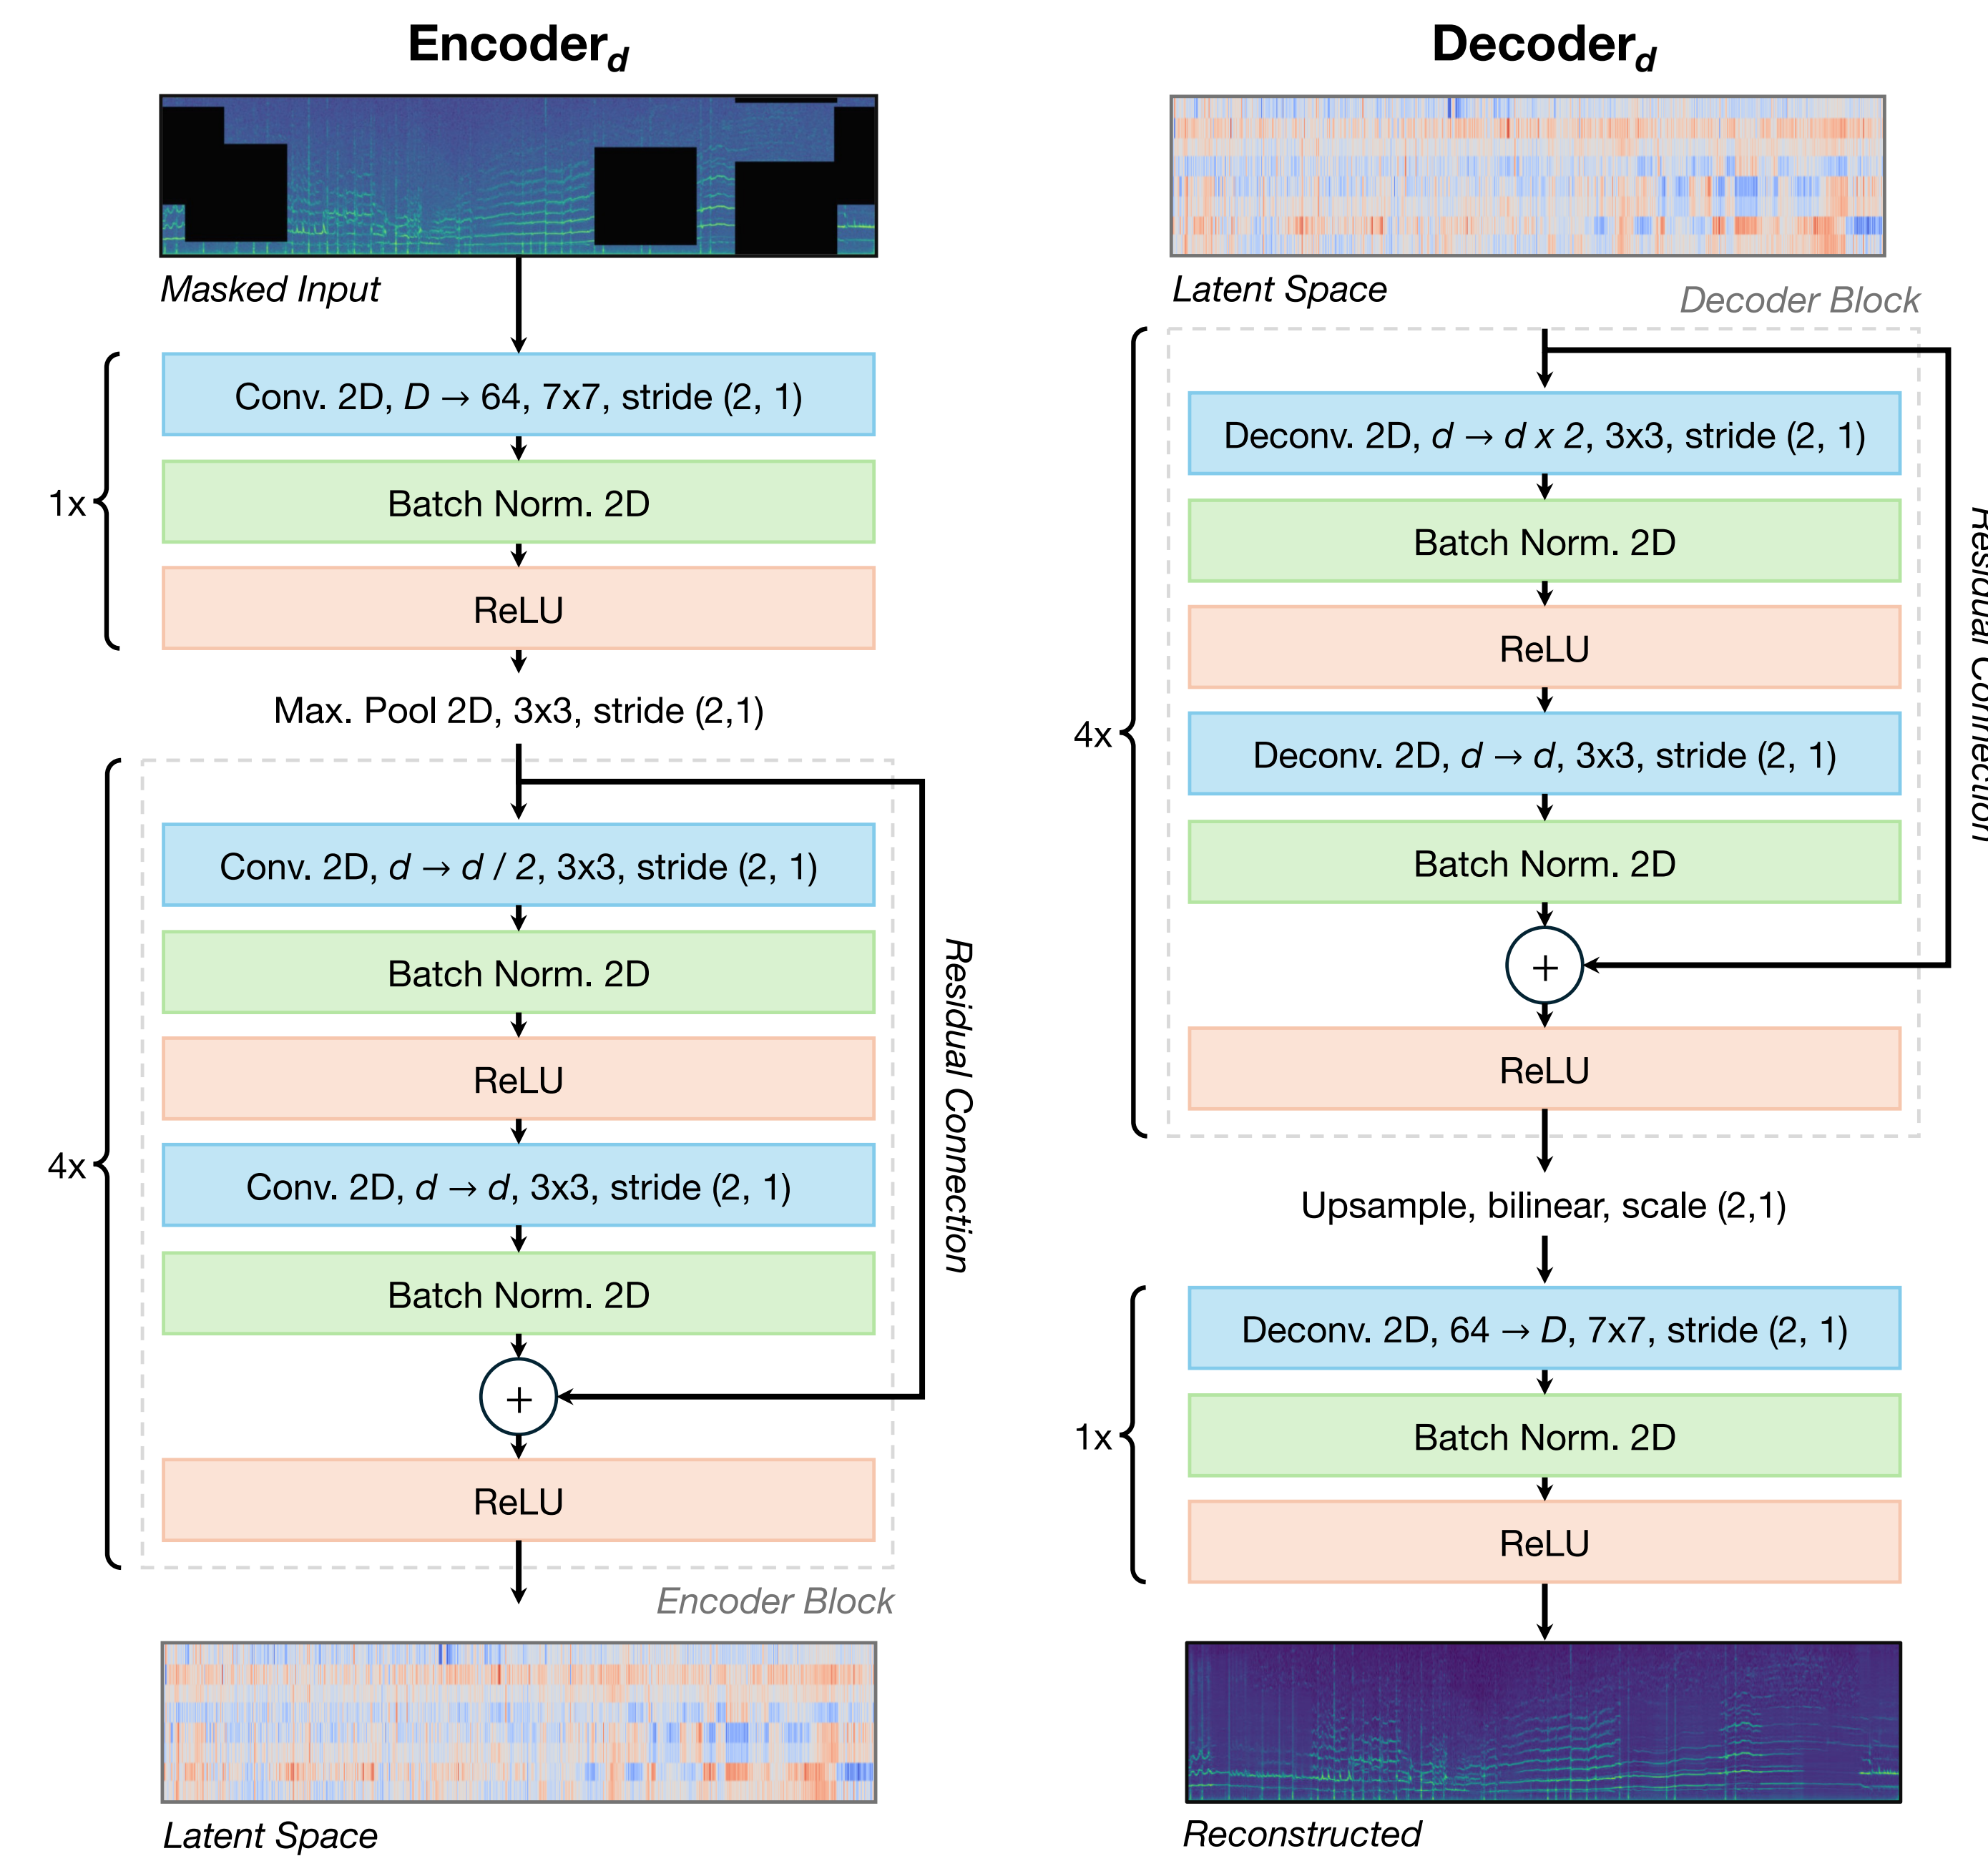 Encoder_d
Masked Input
1x
Conv. 2D, D → 64, 7x7, stride (2, 1)
Batch Norm. 2D
ReLU
Max. Pool 2D, 3x3, stride (2,1)
4x
Conv. 2D, d → d / 2, 3x3, stride (2, 1)
Batch Norm. 2D
ReLU
Conv. 2D, d → d, 3x3, stride (2, 1)
Batch Norm. 2D
+
ReLU
Residual Connection
Encoder Block
Latent Space
Decoder_d
Latent Space
Decoder Block
4x
Deconv. 2D, d → d x 2, 3x3, stride (2, 1)
Batch Norm. 2D
ReLU
Deconv. 2D, d → d, 3x3, stride (2, 1)
Batch Norm. 2D
+
ReLU
Residual Connection
Upsample, bilinear, scale (2,1)
1x
Deconv. 2D, 64 → D, 7x7, stride (2, 1)
Batch Norm. 2D
ReLU
Reconstructed